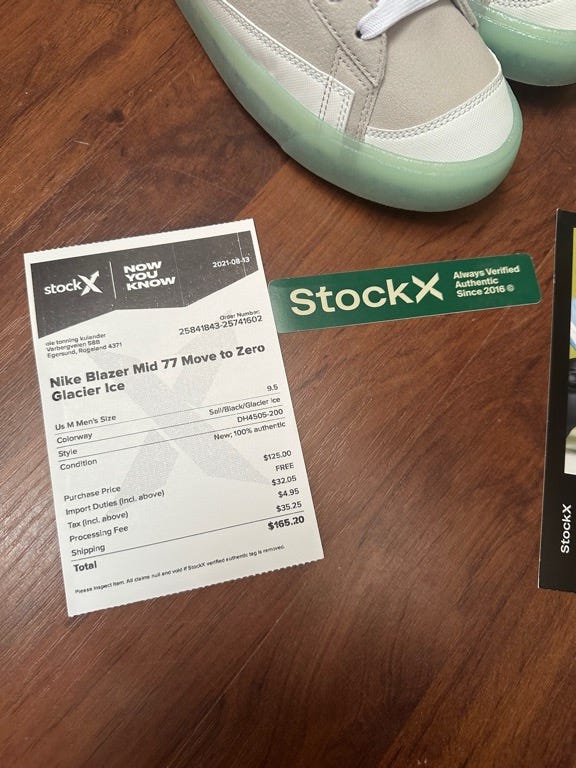 stockX
NOW
YOU
KNOW
2021-08-13
ole tonning kulander
Varbergveien 58B
Egersund, Rogaland 4371
Order Number:
25841843-25741602
Nike Blazer Mid 77 Move to Zero
Glacier Ice
Us M Men's Size 9.5
Colorway Sail/Black/Glacier Ice
Style DH4505-200
Condition New; 100% authentic
Purchase Price $125.00
Import Duties (incl. above) FREE
Tax (incl. above) $32.05
Processing Fee $4.95
Shipping $35.25
Total $165.20
Please inspect item. All claims null and void if StockX verified authentic tag is removed.
StockX
Always Verified
Authentic
Since 2016 ©
StockX